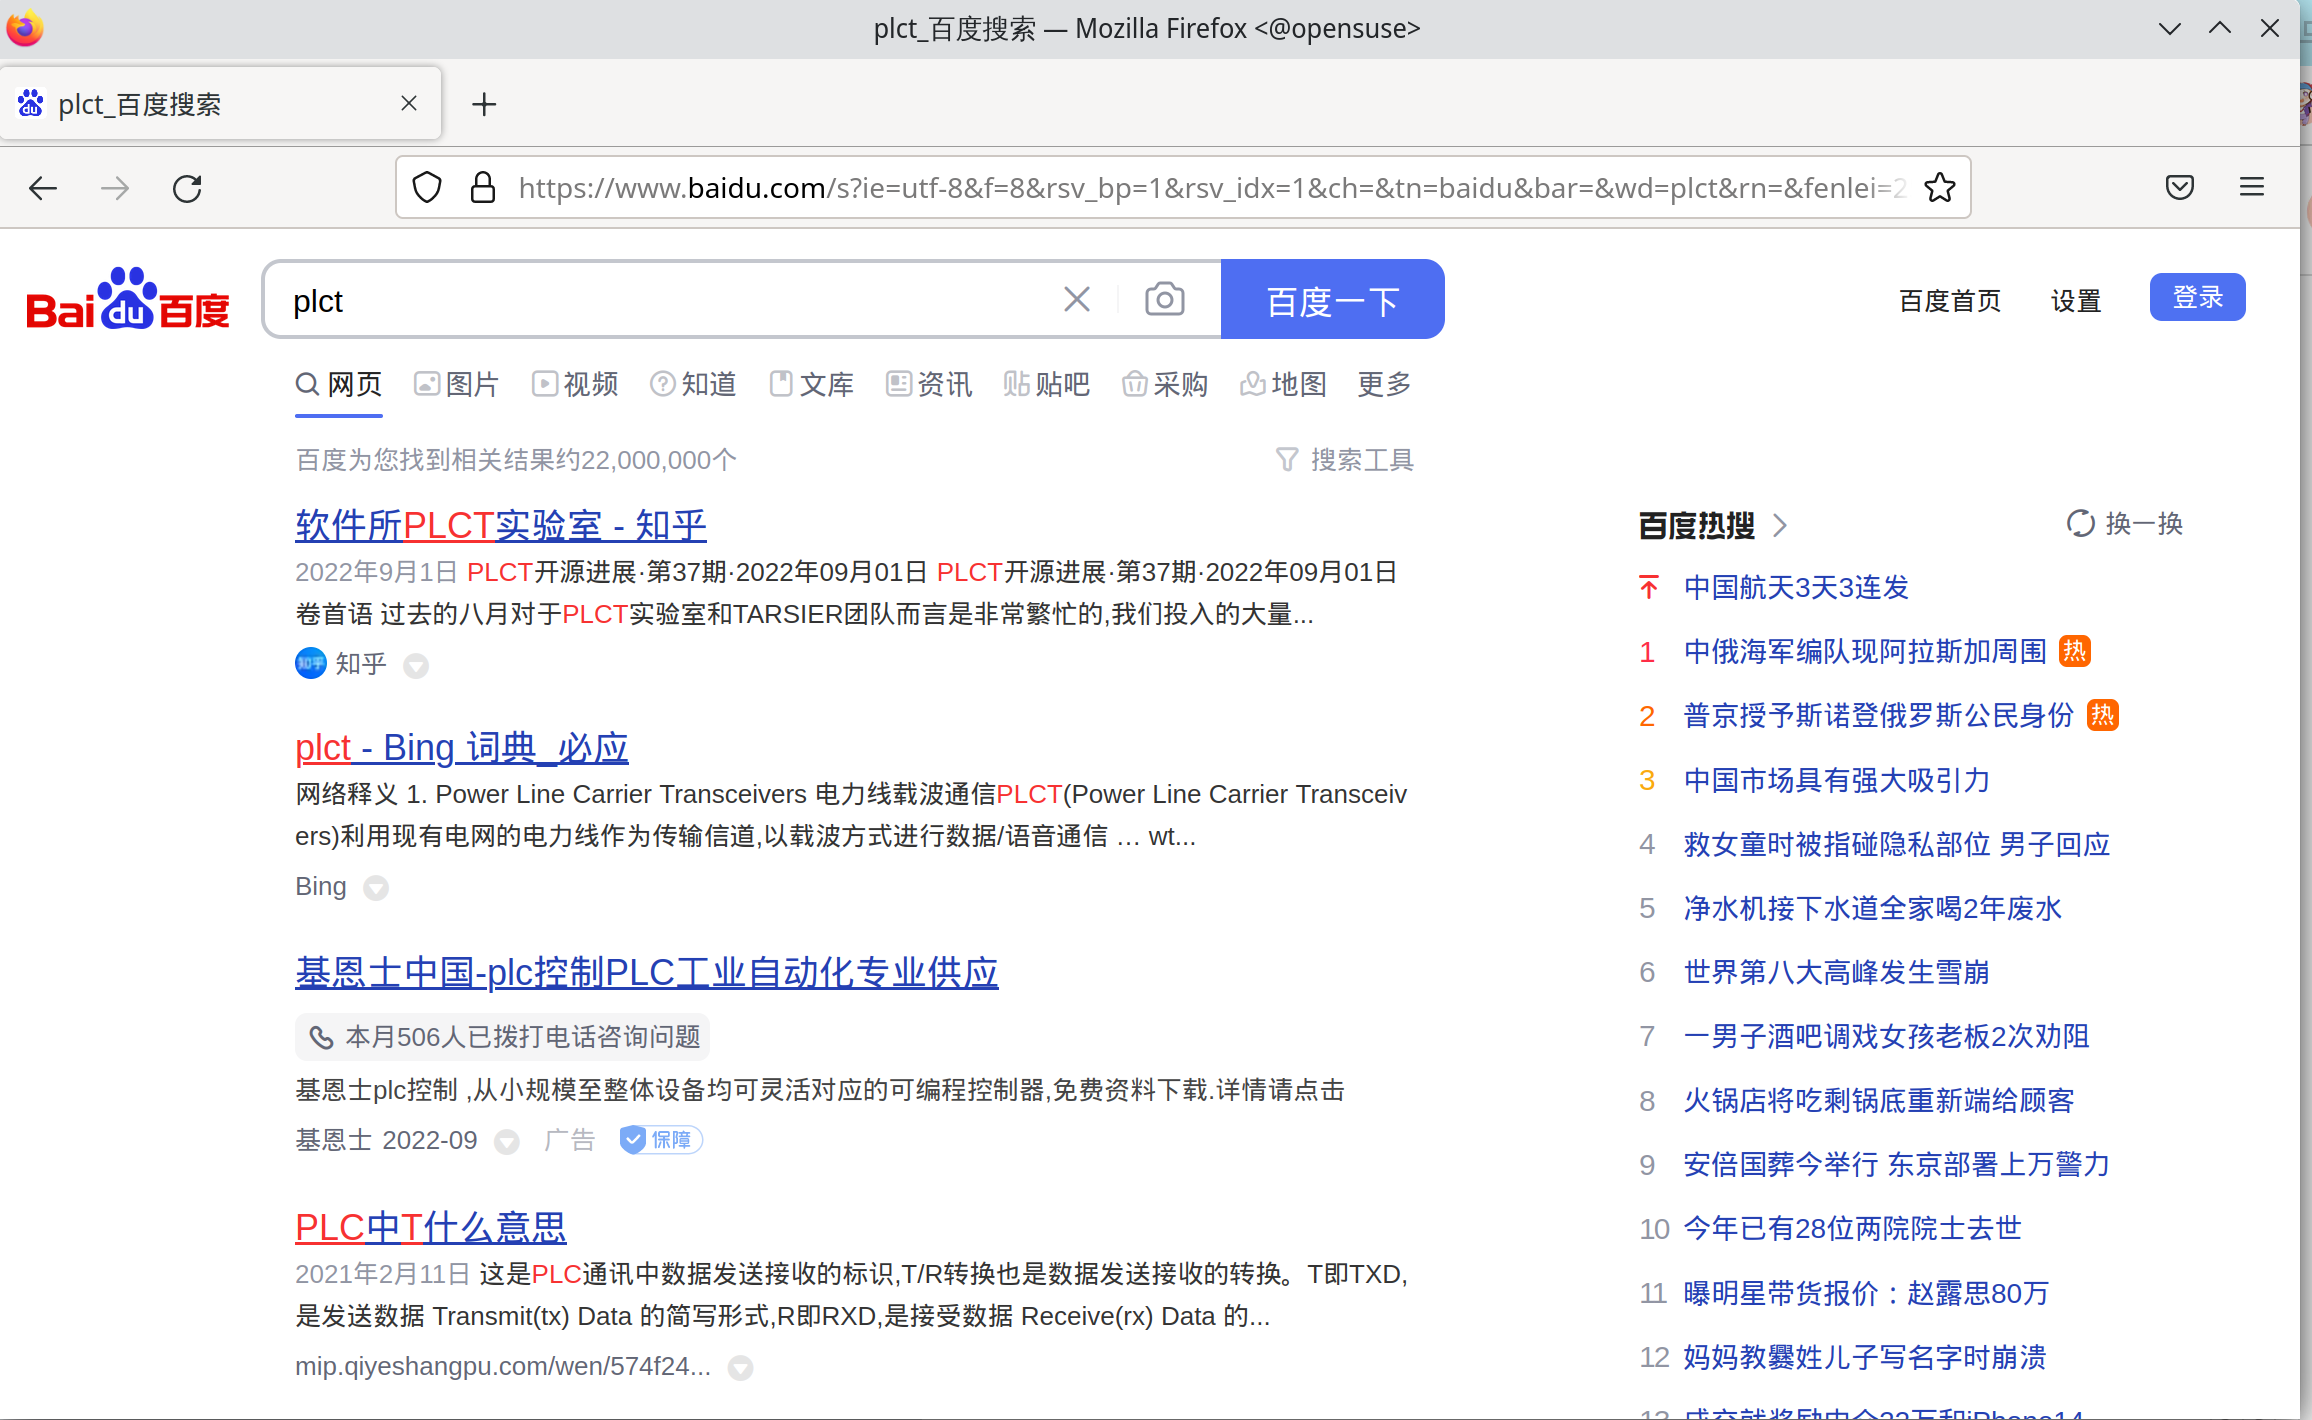 plct_百度搜索 — Mozilla Firefox <@opensuse>
plct_百度搜索
https://www.baidu.com/s?ie=utf-8&f=8&rsv_bp=1&rsv_idx=1&ch=&tn=baidu&bar=&wd=plct&rn=&fenlei=2
Bai du 百度
plct
百度一下
百度首页 设置 登录
网页 图片 视频 知道 文库 资讯 贴吧 采购 地图 更多
百度为您找到相关结果约22,000,000个 搜索工具
软件所PLCT实验室 - 知乎
2022年9月1日 PLCT开源进展·第37期·2022年09月01日 PLCT开源进展·第37期·2022年09月01日
卷首语 过去的八月对于PLCT实验室和TARSIER团队而言是非常繁忙的,我们投入的大量...
知乎 知乎
plct - Bing 词典_必应
网络释义 1. Power Line Carrier Transceivers 电力线载波通信PLCT(Power Line Carrier Transceiv
ers)利用现有电网的电力线作为传输信道,以载波方式进行数据/语音通信 … wt...
Bing
基恩士中国-plc控制PLC工业自动化专业供应
本月506人已拨打电话咨询问题
基恩士plc控制 ,从小规模至整体设备均可灵活对应的可编程控制器,免费资料下载.详情请点击
基恩士 2022-09 广告 保障
PLC中T什么意思
2021年2月11日 这是PLC通讯中数据发送接收的标识,T/R转换也是数据发送接收的转换。T即TXD,
是发送数据 Transmit(tx) Data 的简写形式,R即RXD,是接受数据 Receive(rx) Data 的...
mip.qiyeshangpu.com/wen/574f24...
百度热搜 换一换
中国航天3天3连发
1 中俄海军编队现阿拉斯加周围 热
2 普京授予斯诺登俄罗斯公民身份 热
3 中国市场具有强大吸引力
4 救女童时被指碰隐私部位 男子回应
5 净水机接下水道全家喝2年废水
6 世界第八大高峰发生雪崩
7 一男子酒吧调戏女孩老板2次劝阻
8 火锅店将吃剩锅底重新端给顾客
9 安倍国葬今举行 东京部署上万警力
10 今年已有28位两院院士去世
11 曝明星带货报价：赵露思80万
12 妈妈教爨姓儿子写名字时崩溃